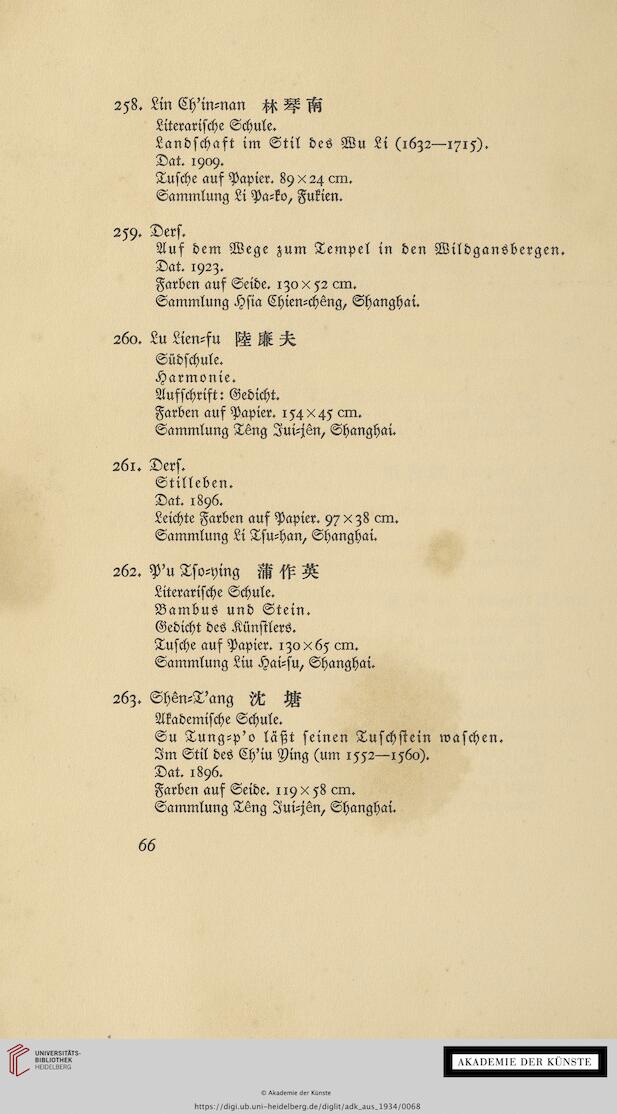 258. Lin Ch'in-nan 林琴南
Literarische Schule.
Landschaft im Stil des Wu Li (1632—1715).
Dat. 1909.
Tusche auf Papier. 89 × 24 cm.
Sammlung Li Pa-ko, Fukien.
259. Ders.
Auf dem Wege zum Tempel in den Wildgansbergen.
Dat. 1923.
Farben auf Seide. 130 × 52 cm.
Sammlung Hsia Chien-chêng, Shanghai.
260. Lu Lien-fu 陸廉夫
Südschule.
Harmonie.
Aufschrift: Gedicht.
Farben auf Papier. 154 × 45 cm.
Sammlung Têng Jui-jên, Shanghai.
261. Ders.
Stilleben.
Dat. 1896.
Leichte Farben auf Papier. 97 × 38 cm.
Sammlung Li Tsu-han, Shanghai.
262. P'u Tso-ying 蒲作英
Literarische Schule.
Bambus und Stein.
Gedicht des Künstlers.
Tusche auf Papier. 130 × 65 cm.
Sammlung Liu Hai-su, Shanghai.
263. Shên-T'ang 沈塘
Akademische Schule.
Su Tung-p'o läßt seinen Tuschstein waschen.
Im Stil des Ch'iu Ying (um 1552—1560).
Dat. 1896.
Farben auf Seide. 119 × 58 cm.
Sammlung Têng Jui-jên, Shanghai.
66
UNIVERSITÄTS-
BIBLIOTHEK
HEIDELBERG
AKADEMIE DER KÜNSTE
© Akademie der Künste
https://digi.ub.uni-heidelberg.de/diglit/adk_aus_1934/0068